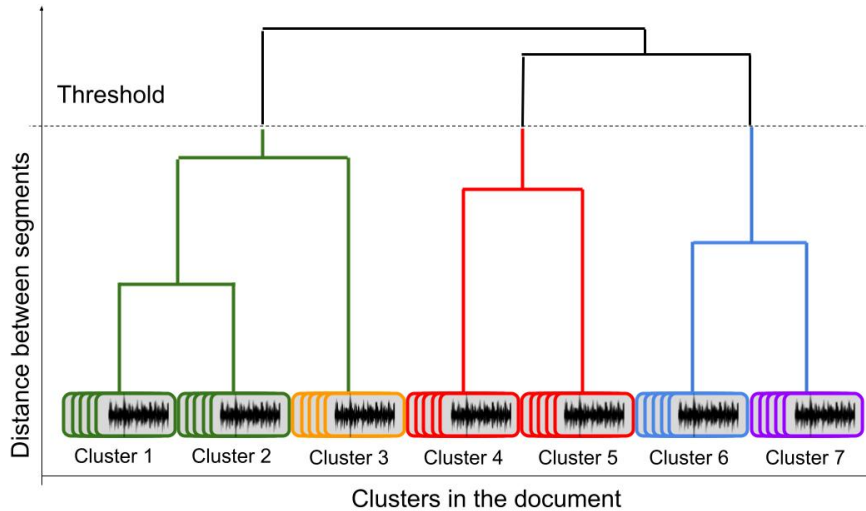 Threshold
Distance between segments
Cluster 1
Cluster 2
Cluster 3
Cluster 4
Cluster 5
Cluster 6
Cluster 7
Clusters in the document